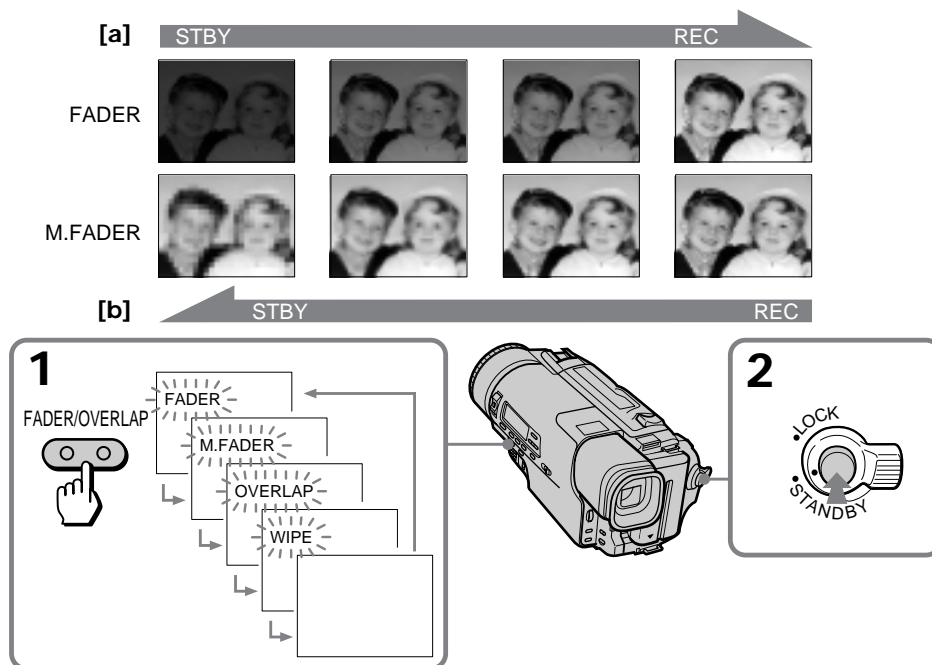 [a] STBY REC
FADER
M.FADER
[b] STBY REC
1
FADER/OVERLAP
FADER
M.FADER
OVERLAP
WIPE
2
LOCK
STANDBY